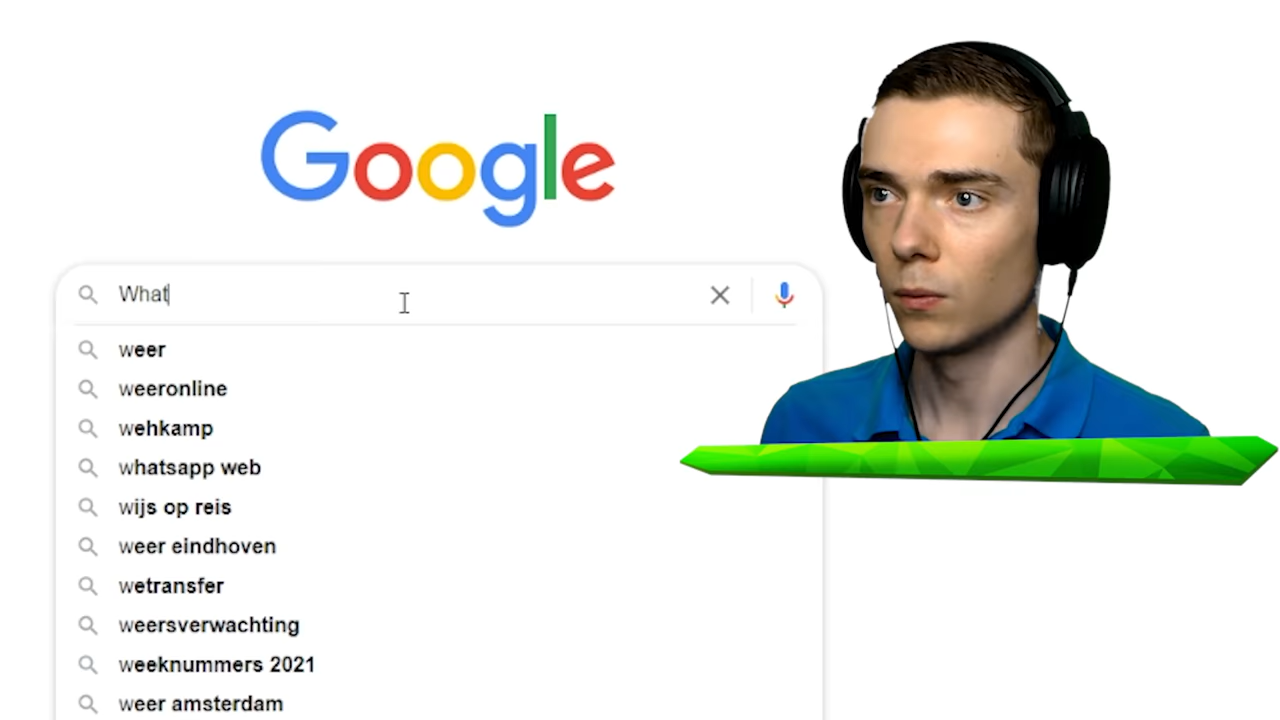 Google
What
weer
weeronline
wehkamp
whatsapp web
wijs op reis
weer eindhoven
wetransfer
weersverwachting
weeknummers 2021
weer amsterdam